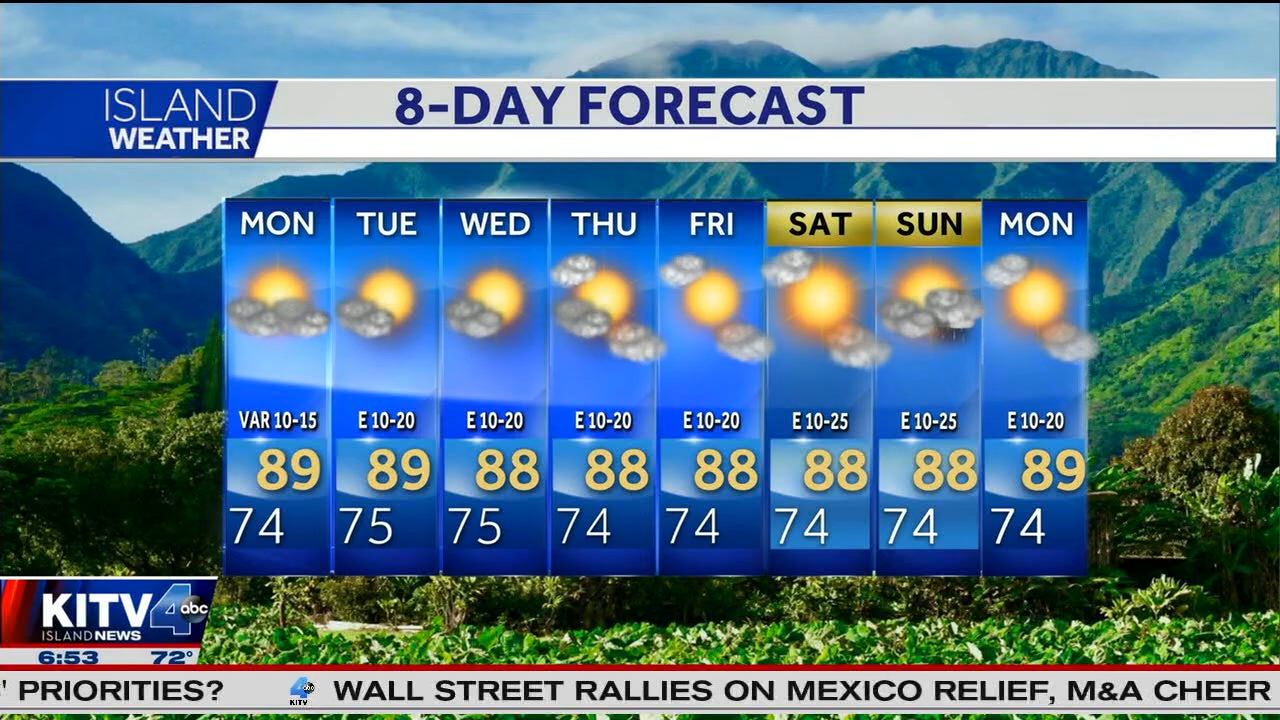 ISLAND
WEATHER
8-DAY FORECAST
MON TUE WED THU FRI SAT SUN MON
VAR 10-15 E 10-20 E 10-20 E 10-20 E 10-20 E 10-25 E 10-25 E 10-20
89 89 88 88 88 88 88 89
74 75 75 74 74 74 74 74
KITV4 abc
ISLAND NEWS
6:53 72°
' PRIORITIES? 4 abc KITV WALL STREET RALLIES ON MEXICO RELIEF, M&A CHEER